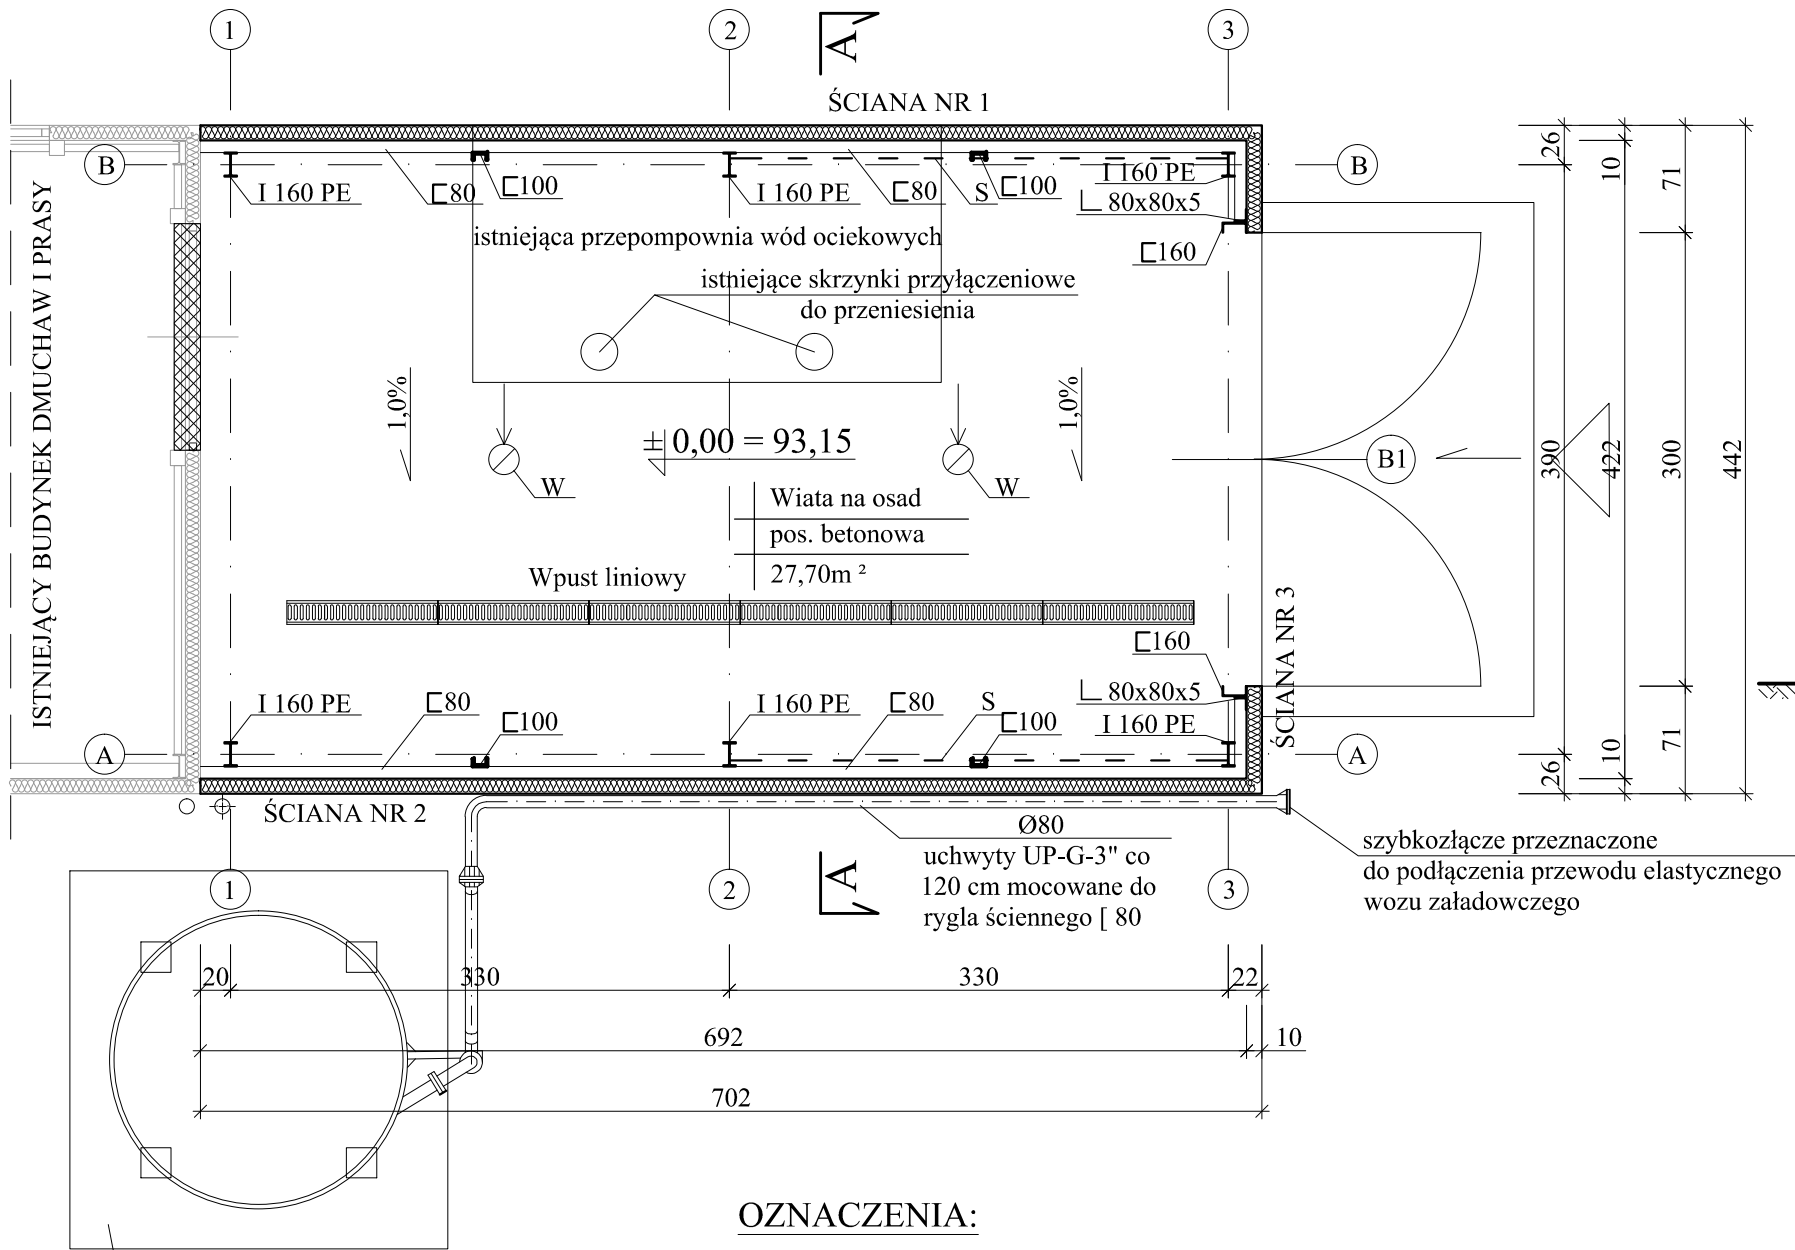 1
2
3
A
ŚCIANA NR 1
B
B
I 160 PE
⊏80
⊏100
I 160 PE
⊏80
S
⊏100
I 160 PE
∟ 80x80x5
⊏160
istniejąca przepompownia wód ociekowych
istniejące skrzynki przyłączeniowe
do przeniesienia
ISTNIEJĄCY BUDYNEK DMUCHAW I PRASY
1,0%
1,0%
± 0,00 = 93,15
W
W
B1
Wiata na osad
pos. betonowa
27,70m ²
Wpust liniowy
ŚCIANA NR 3
⊏160
∟ 80x80x5
I 160 PE
I 160 PE
⊏80
⊏100
I 160 PE
⊏80
S
⊏100
A
A
26
10
71
390
422
300
442
71
10
26
ŚCIANA NR 2
Ø80
uchwyty UP-G-3" co
120 cm mocowane do
rygla ściennego [ 80
szybkozłącze przeznaczone
do podłączenia przewodu elastycznego
wozu załadowczego
1
2
A
3
20
330
330
22
692
10
702
OZNACZENIA: